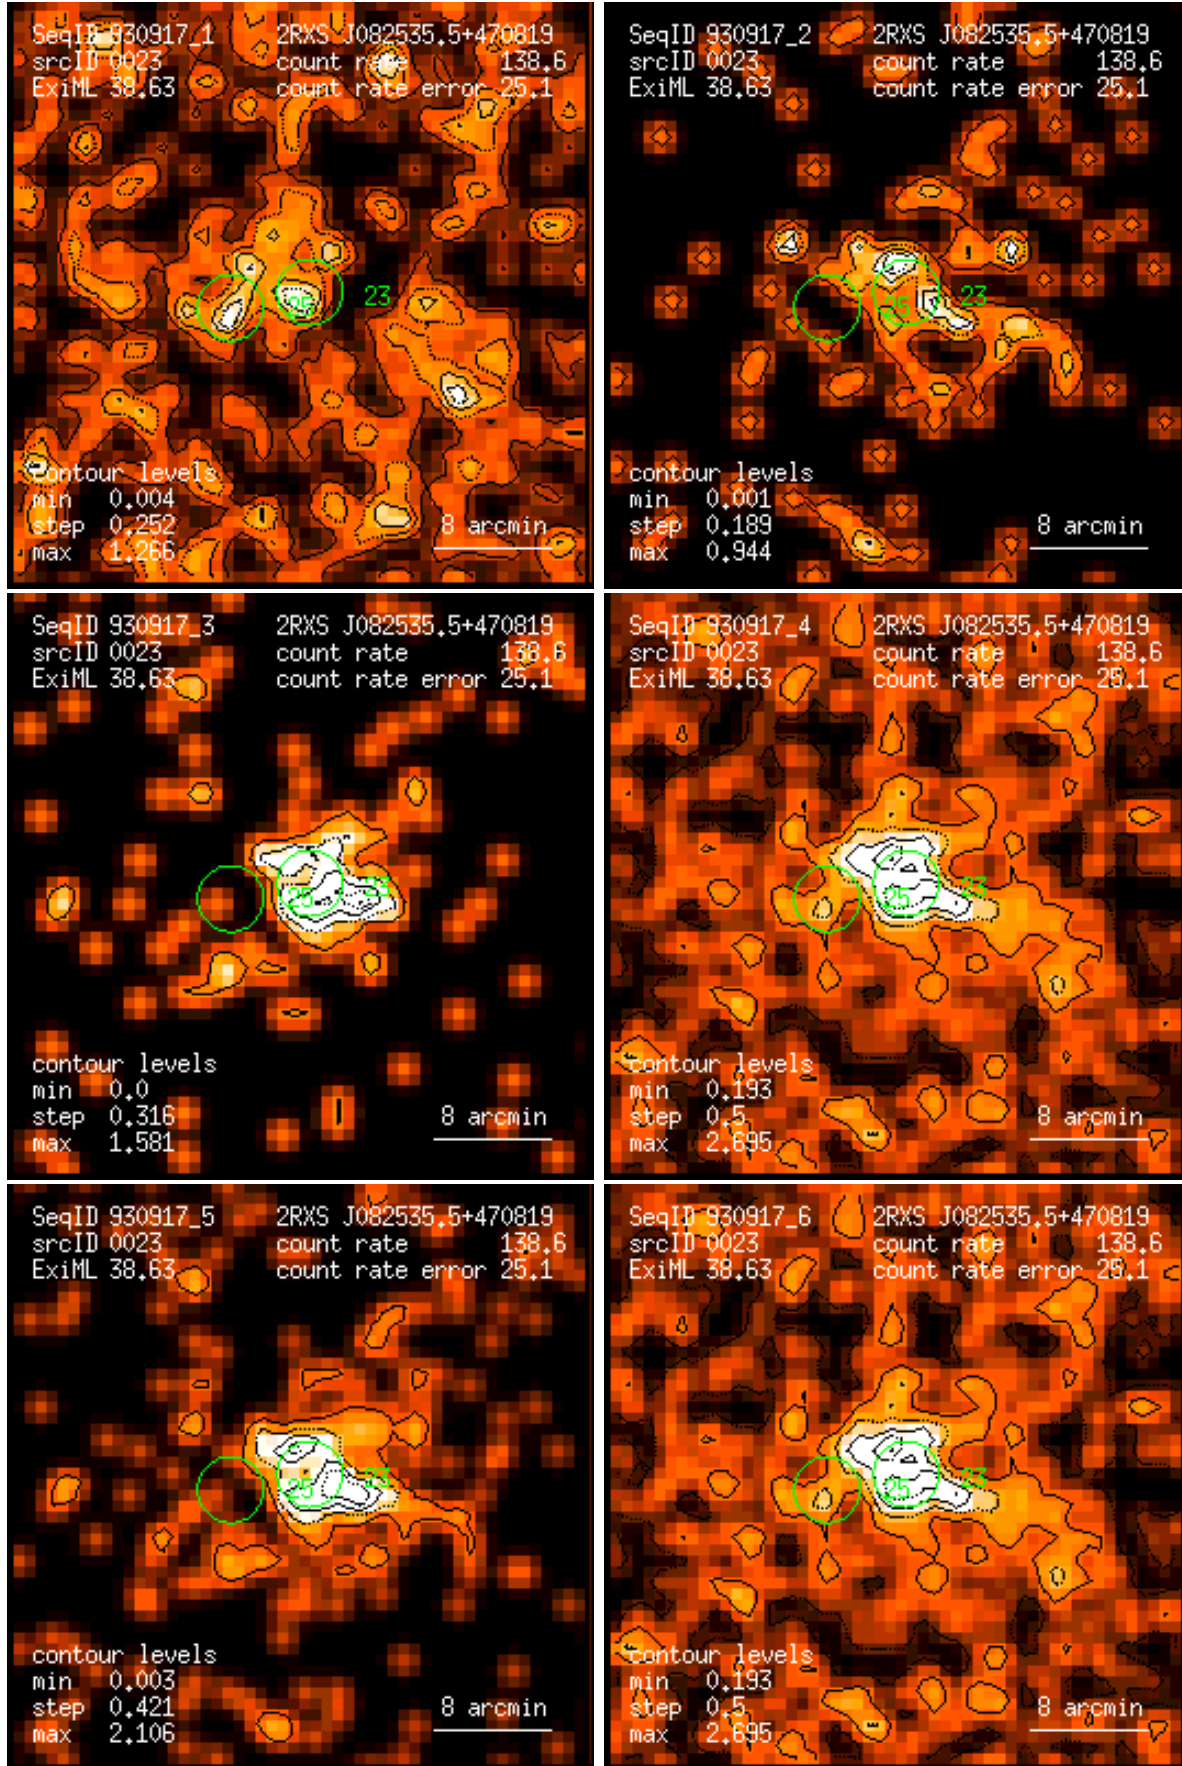 SeqID 930917_1 2RXS J082535.5+470819
srcID 0023 count rate 138.6
ExiML 38.63 count rate error 25.1
23
25
contour levels
min 0.004
step 0.252 8 arcmin
max 1.266
SeqID 930917_2 2RXS J082535.5+470819
srcID 0023 count rate 138.6
ExiML 38.63 count rate error 25.1
23
25
contour levels
min 0.001
step 0.189 8 arcmin
max 0.944
SeqID 930917_3 2RXS J082535.5+470819
srcID 0023 count rate 138.6
ExiML 38.63 count rate error 25.1
23
25
contour levels
min 0.0
step 0.316 8 arcmin
max 1.581
SeqID 930917_4 2RXS J082535.5+470819
srcID 0023 count rate 138.6
ExiML 38.63 count rate error 25.1
23
25
contour levels
min 0.193
step 0.5 8 arcmin
max 2.695
SeqID 930917_5 2RXS J082535.5+470819
srcID 0023 count rate 138.6
ExiML 38.63 count rate error 25.1
23
25
contour levels
min 0.003
step 0.421 8 arcmin
max 2.106
SeqID 930917_6 2RXS J082535.5+470819
srcID 0023 count rate 138.6
ExiML 38.63 count rate error 25.1
23
25
contour levels
min 0.193
step 0.5 8 arcmin
max 2.695